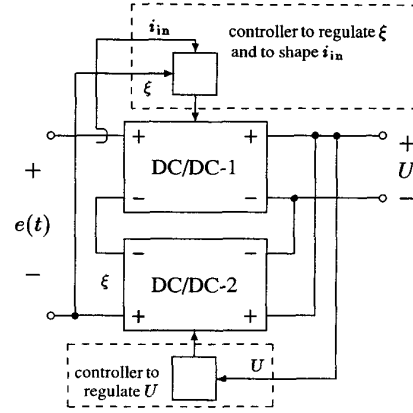 i_in
controller to regulate ξ
and to shape i_in
ξ
+ + +
+ DC/DC-1 U
− − −
e(t)
− − −
ξ DC/DC-2
+ +
controller to
regulate U
U